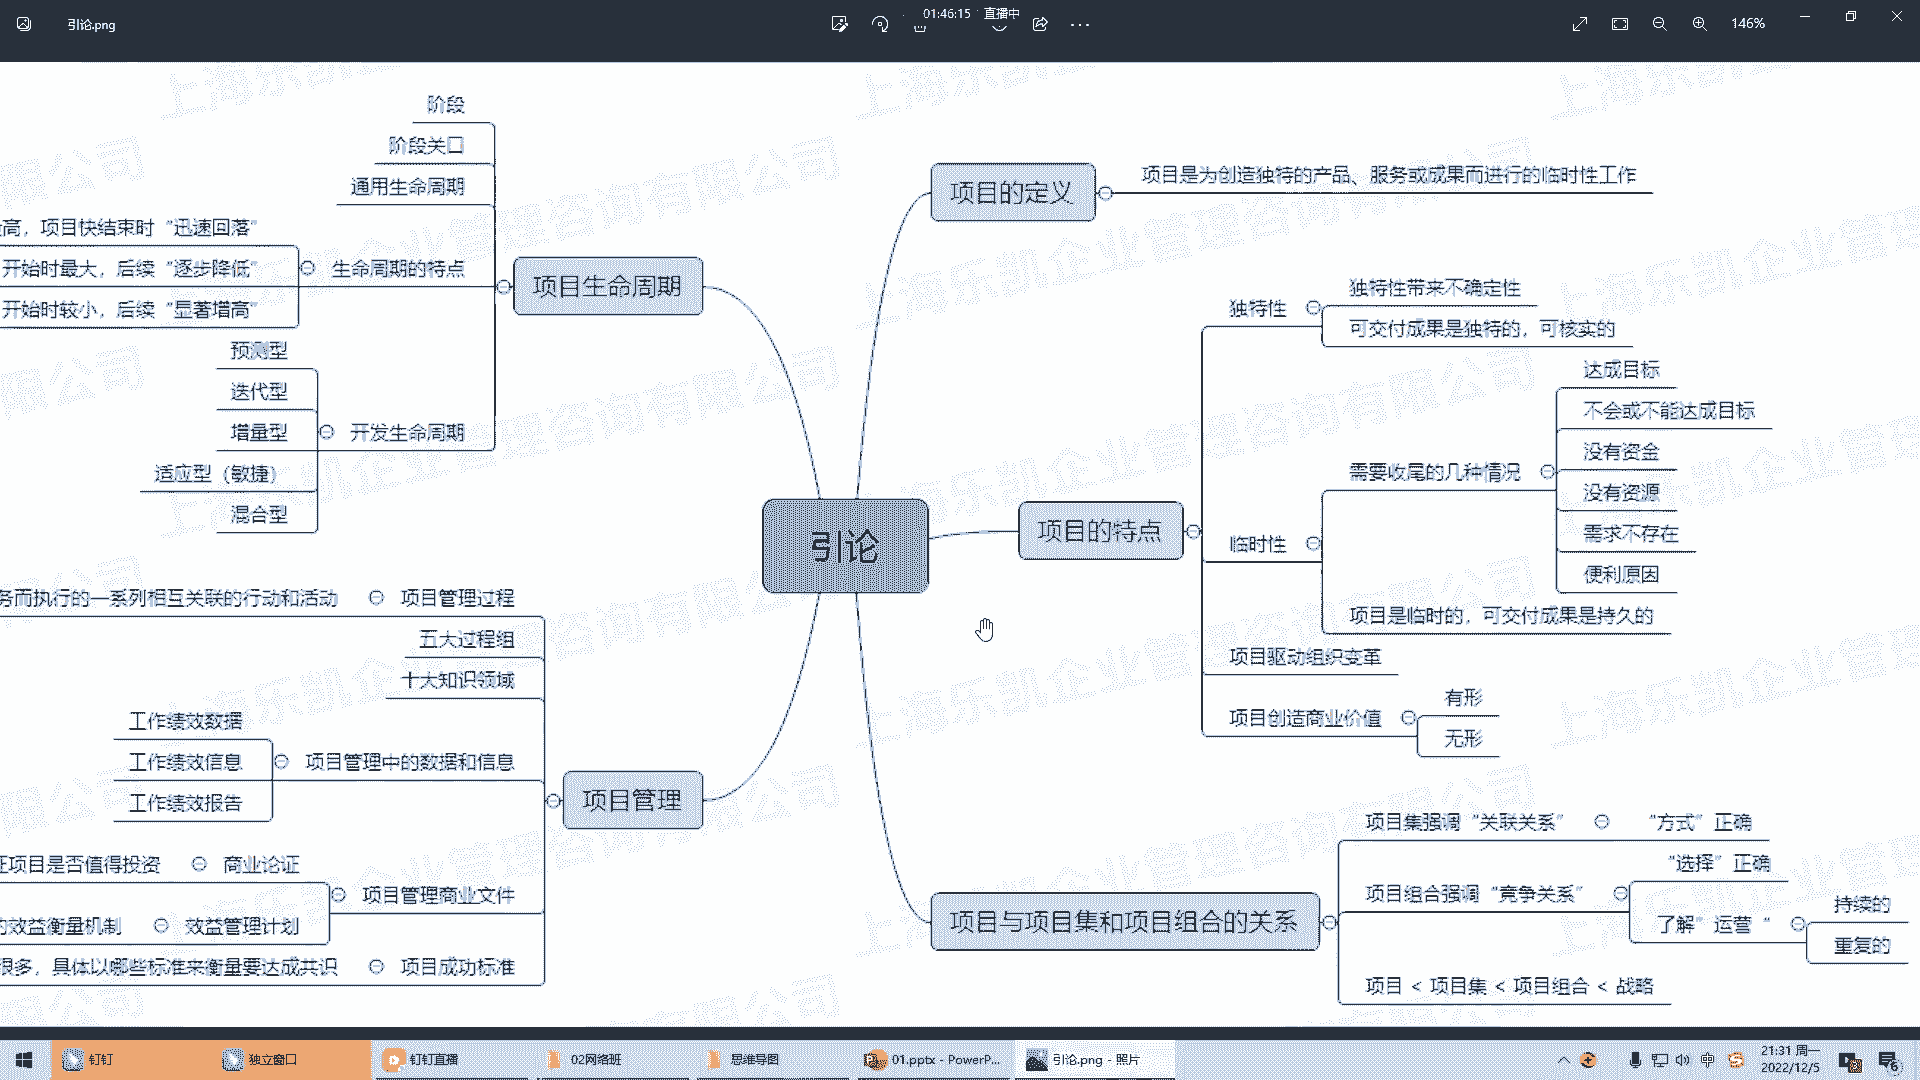 引论.png
01:46:15 直播中
146%
阶段
阶段关口
通用生命周期
高，项目快结束时“迅速回落”
开始时最大，后续“逐步降低”
开始时较小，后续“显著增高”
生命周期的特点
项目生命周期
预测型
迭代型
增量型
适应型（敏捷）
混合型
开发生命周期
项目的定义
项目是为创造独特的产品、服务或成果而进行的临时性工作
独特性
独特性带来不确定性
可交付成果是独特的，可核实的
达成目标
不会或不能达成目标
没有资金
没有资源
需求不存在
便利原因
需要收尾的几种情况
临时性
项目是临时的，可交付成果是持久的
项目的特点
引论
项目驱动组织变革
项目创造商业价值
有形
无形
务而执行的一系列相互关联的行动和活动
项目管理过程
五大过程组
十大知识领域
工作绩效数据
工作绩效信息
工作绩效报告
项目管理中的数据和信息
项目管理
证项目是否值得投资
商业论证
项目管理商业文件
的效益衡量机制
效益管理计划
很多，具体以哪些标准来衡量要达成共识
项目成功标准
项目与项目集和项目组合的关系
项目集强调“关联关系”
“方式”正确
项目组合强调“竞争关系”
“选择”正确
了解”运营“
持续的
重复的
项目 < 项目集 < 项目组合 < 战略
上海乐凯企业管理咨询有限公司
钉钉
独立窗口
钉钉直播
02网络班
思维导图
01.pptx - PowerP...
引论.png - 照片
中
21:31 周一
2022/12/5
6